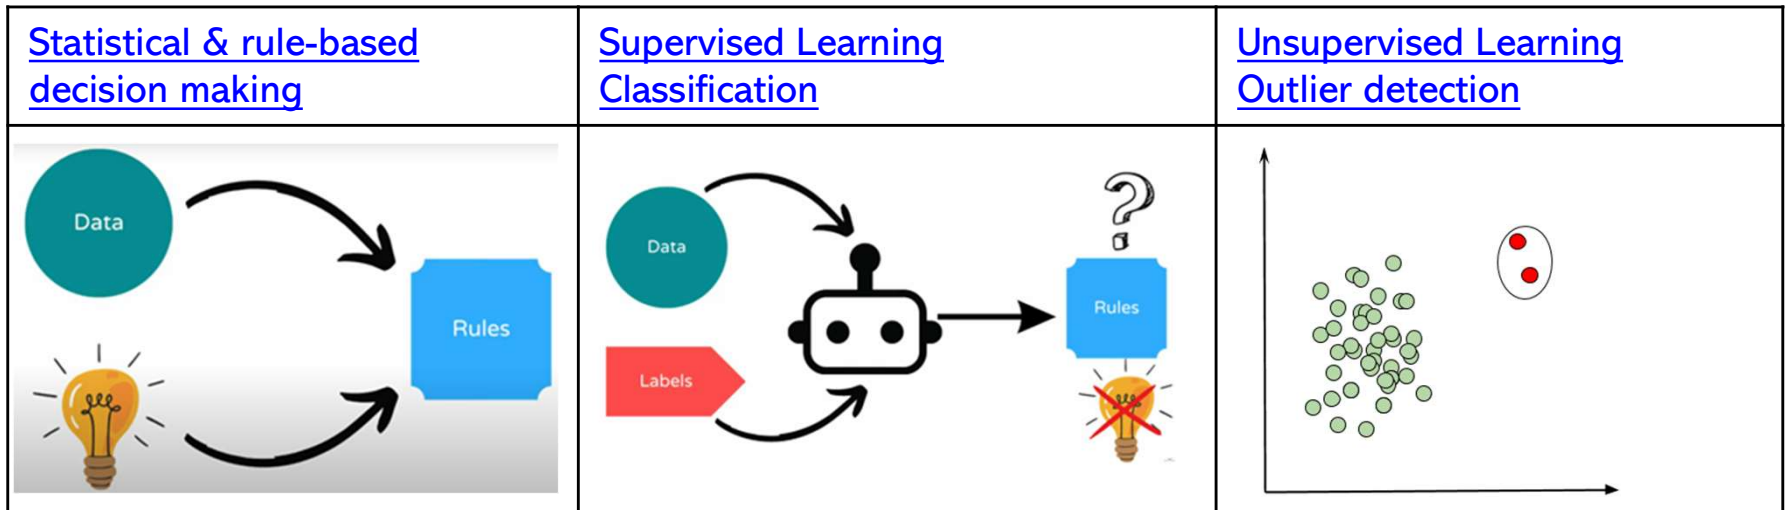 Statistical & rule-based
decision making
Supervised Learning
Classification
Unsupervised Learning
Outlier detection
Data
Rules
Data
Labels
?
Rules